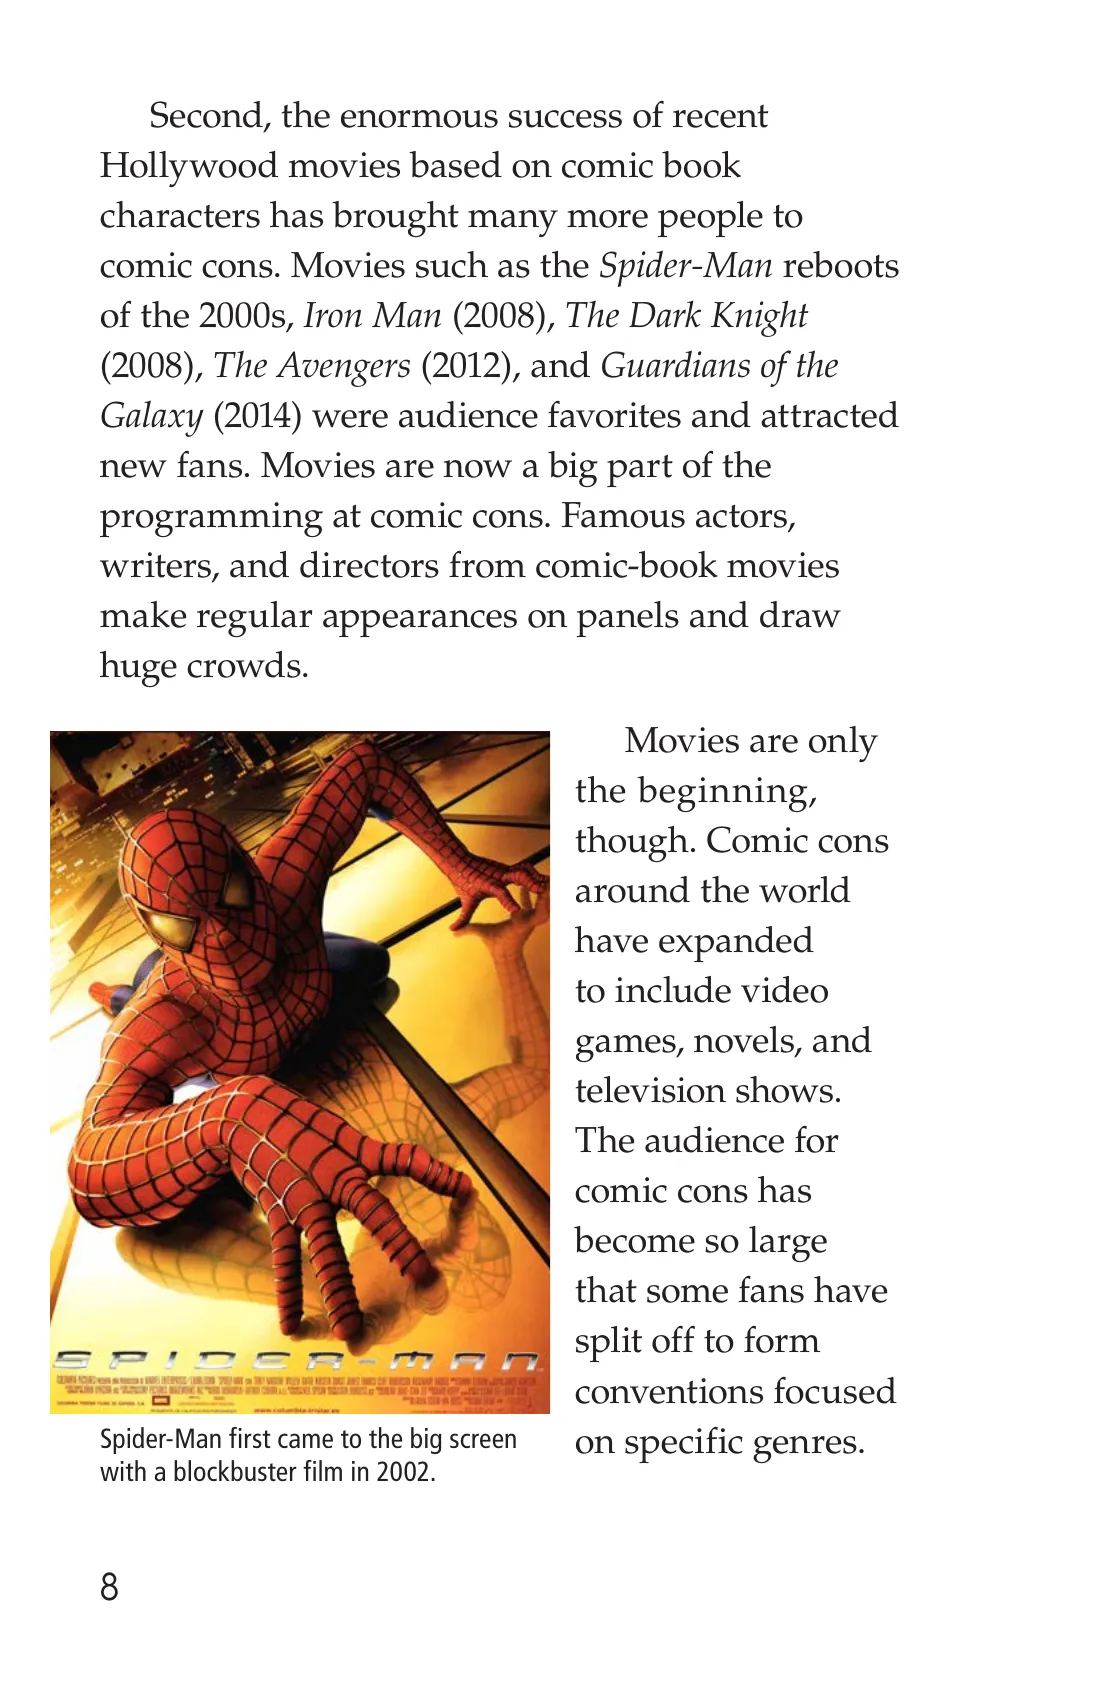 Second, the enormous success of recent
Hollywood movies based on comic book
characters has brought many more people to
comic cons. Movies such as the Spider-Man reboots
of the 2000s, Iron Man (2008), The Dark Knight
(2008), The Avengers (2012), and Guardians of the
Galaxy (2014) were audience favorites and attracted
new fans. Movies are now a big part of the
programming at comic cons. Famous actors,
writers, and directors from comic-book movies
make regular appearances on panels and draw
huge crowds.
Movies are only
the beginning,
though. Comic cons
around the world
have expanded
to include video
games, novels, and
television shows.
The audience for
comic cons has
become so large
that some fans have
split off to form
conventions focused
on specific genres.
SPIDER-MAN
Spider-Man first came to the big screen
with a blockbuster film in 2002.
8